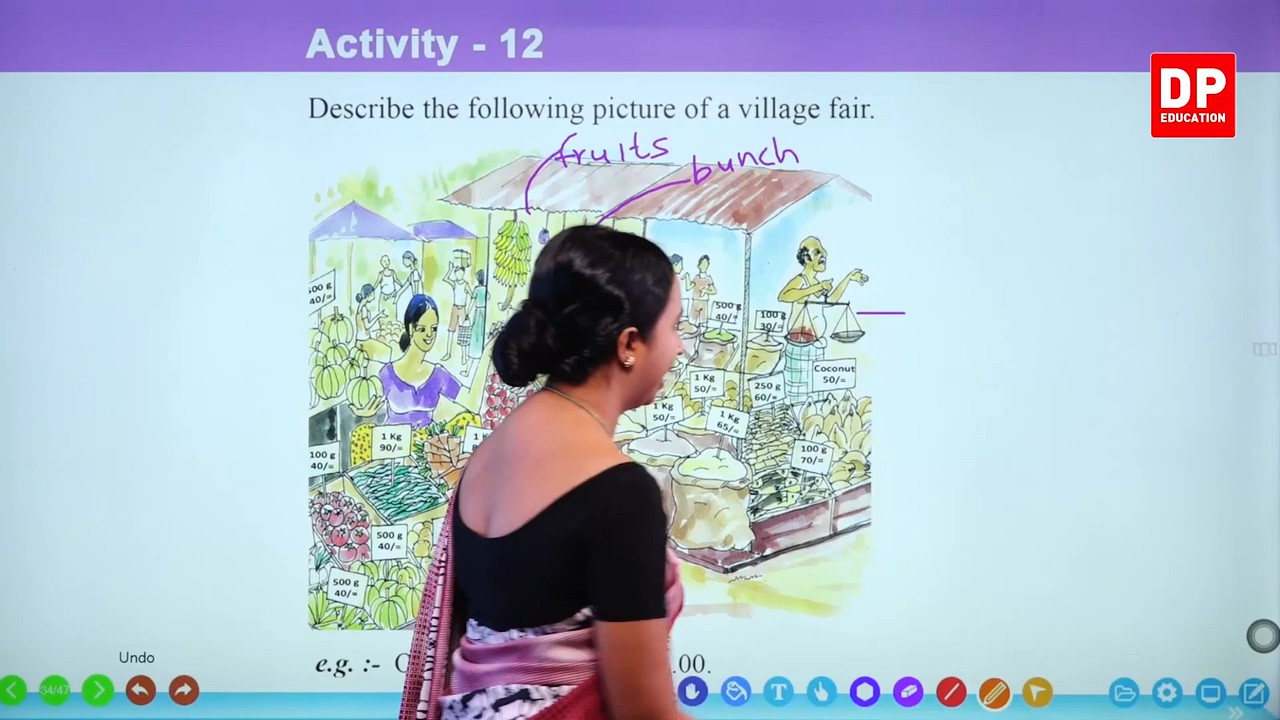 Activity - 12
DP
EDUCATION
Describe the following picture of a village fair.
fruits
bunch
40/=
500 g
40/=
100 g
30/=
Coconut
50/=
1 Kg
50/=
250 g
60/=
1 Kg
50/=
1 Kg
65/=
1 Kg
90/=
100 g
40/=
100 g
70/=
500 g
40/=
500 g
40/=
e.g. :-
.00.
Undo
34/47